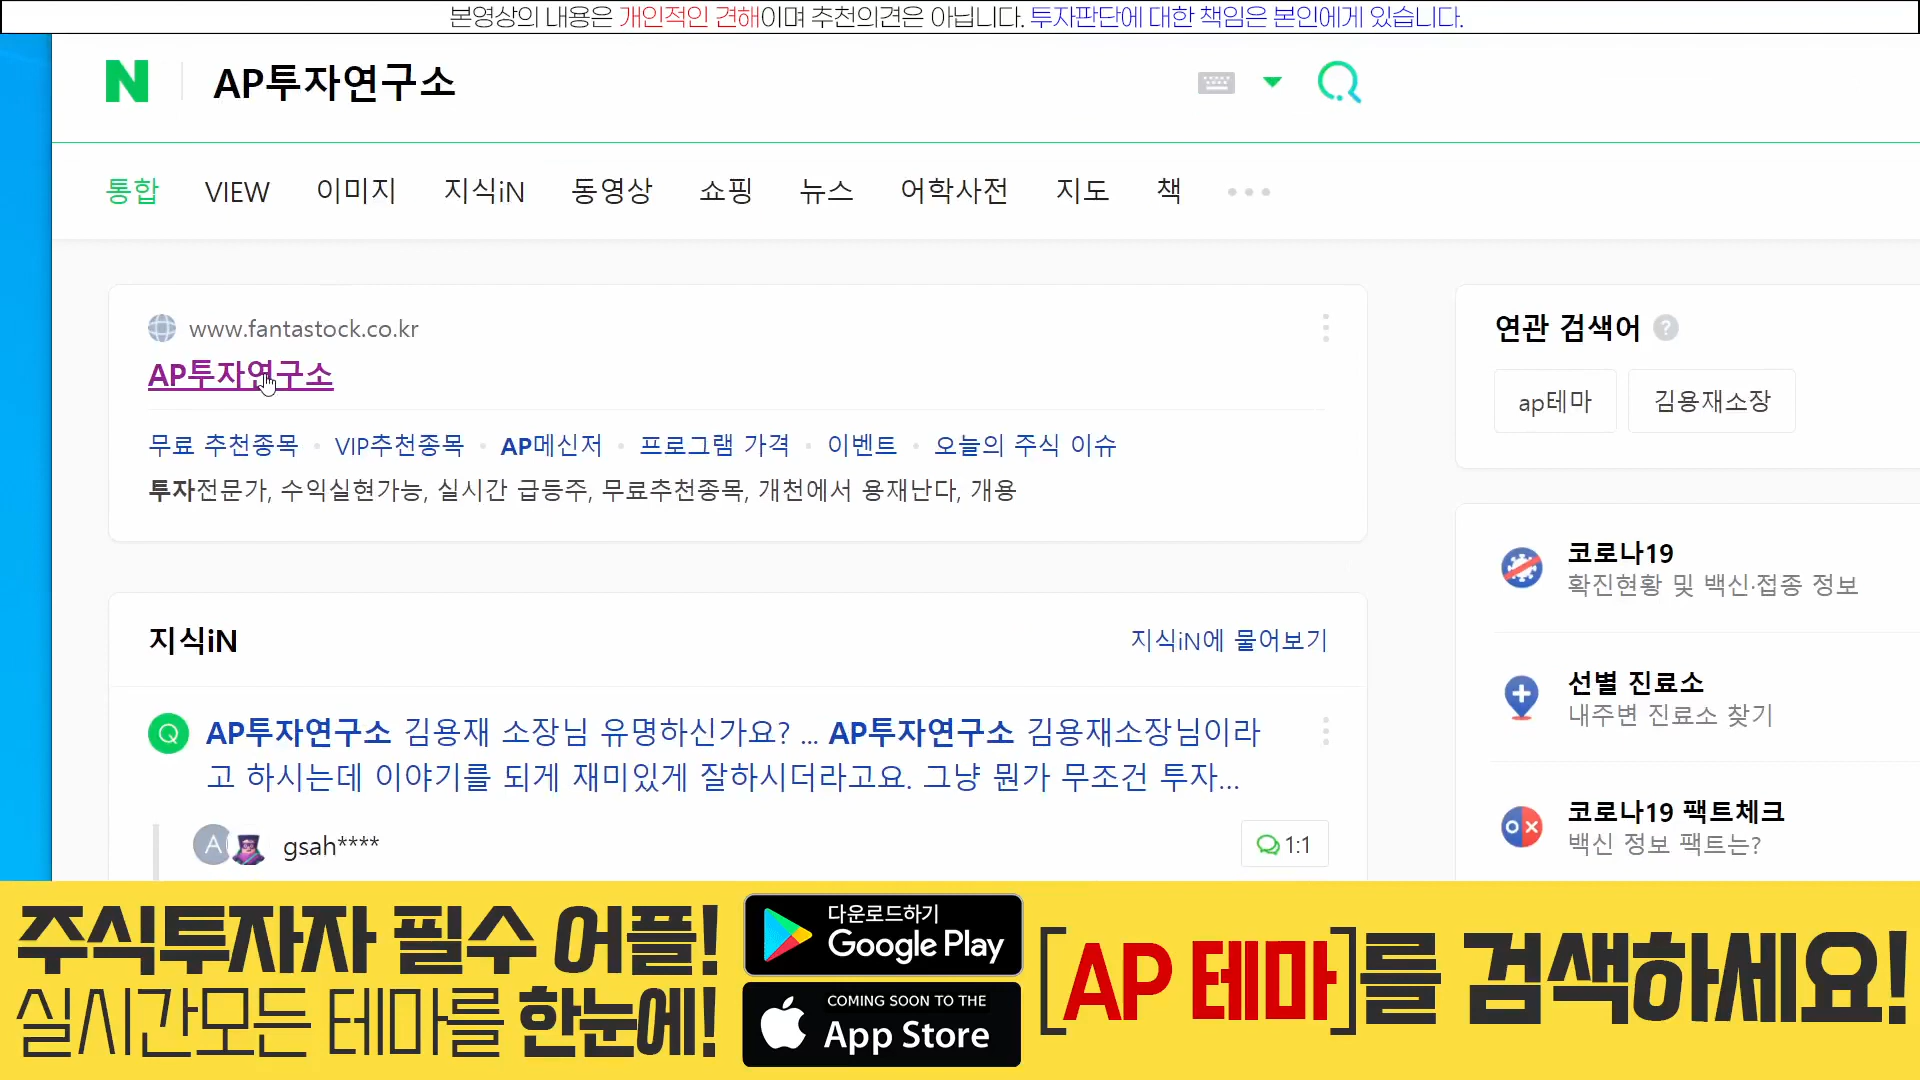 본영상의 내용은 개인적인 견해이며 추천의견은 아닙니다. 투자판단에 대한 책임은 본인에게 있습니다.
N AP투자연구소
통합 VIEW 이미지 지식iN 동영상 쇼핑 뉴스 어학사전 지도 책
www.fantastock.co.kr
AP투자연구소
무료 추천종목 · VIP추천종목 · AP메신저 · 프로그램 가격 · 이벤트 · 오늘의 주식 이슈
투자전문가, 수익실현가능, 실시간 급등주, 무료추천종목, 개천에서 용재난다, 개용
연관 검색어 ?
ap테마 김용재소장
코로나19
확진현황 및 백신·접종 정보
선별 진료소
내주변 진료소 찾기
코로나19 팩트체크
백신 정보 팩트는?
지식iN 지식iN에 물어보기
Q AP투자연구소 김용재 소장님 유명하신가요? ... AP투자연구소 김용재소장님이라
고 하시는데 이야기를 되게 재미있게 잘하시더라고요. 그냥 뭔가 무조건 투자...
A gsah**** 1:1
주식투자자 필수 어플!
실시간모든 테마를 한눈에!
다운로드하기
Google Play
COMING SOON TO THE
App Store
[AP 테마]를 검색하세요!